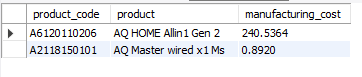 product_code product manufacturing_cost
A6120110206 AQ HOME Allin1 Gen 2 240.5364
A2118150101 AQ Master wired x1 Ms 0.8920